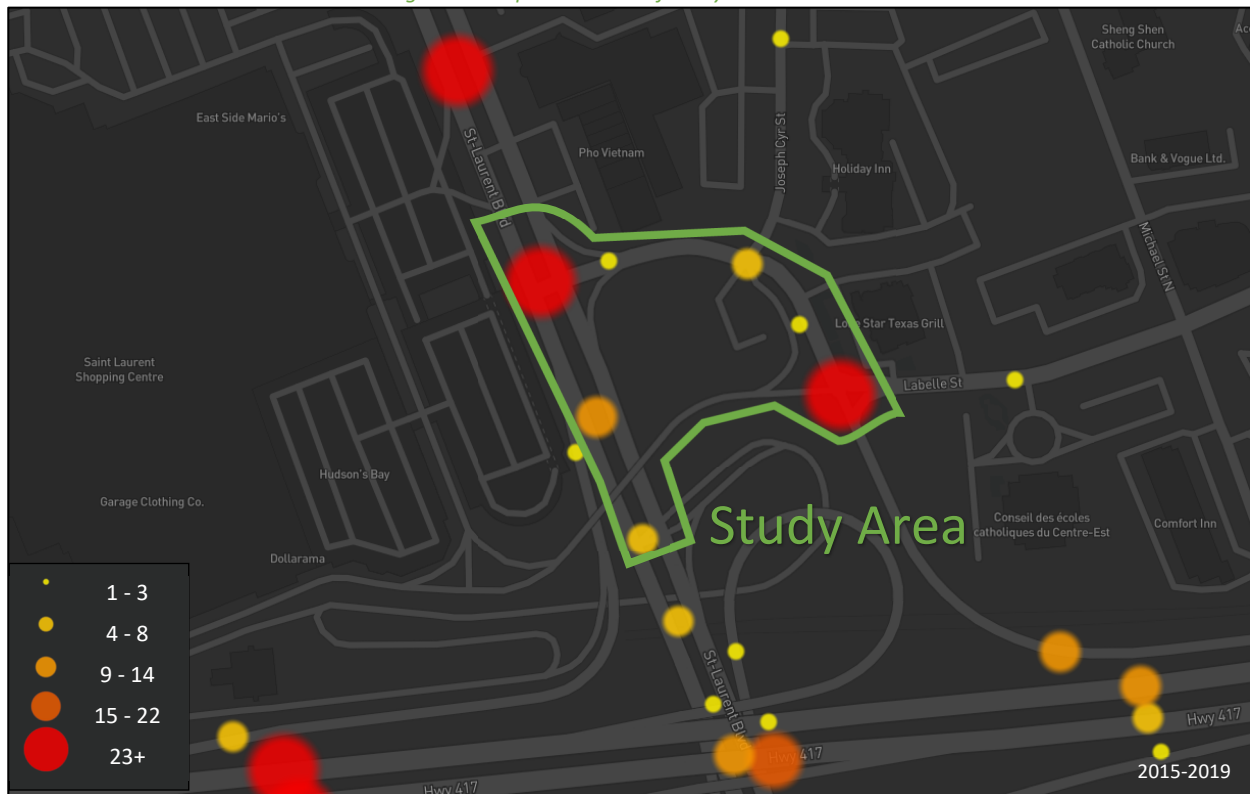 Sheng Shen
Catholic Church
East Side Mario's
St-Laurent Blvd
Pho Vietnam
Joseph Cyr St
Holiday Inn
Bank & Vogue Ltd.
Michael St N
Lone Star Texas Grill
Saint Laurent
Shopping Centre
Labelle St
Hudson's Bay
Garage Clothing Co.
Study Area
Conseil des écoles
catholiques du Centre-Est
Comfort Inn
Dollarama
1 - 3
4 - 8
9 - 14
15 - 22
23+
St-Laurent Blvd
Hwy 417
Hwy 417
Hwy 417
2015-2019